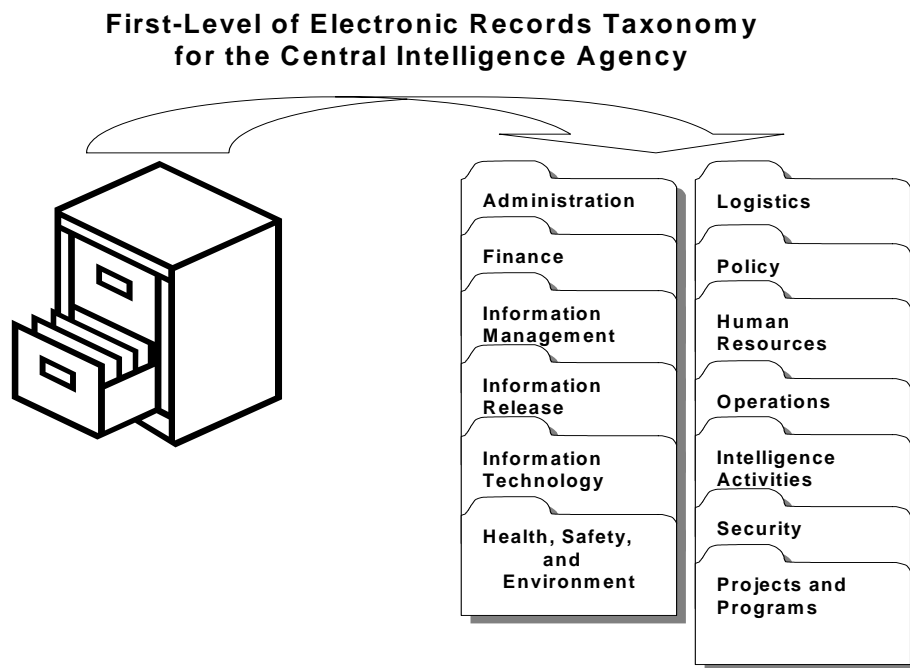 First-Level of Electronic Records Taxonomy
for the Central Intelligence Agency
Administration
Finance
Information
Management
Information
Release
Information
Technology
Health, Safety,
and
Environment
Logistics
Policy
Human
Resources
Operations
Intelligence
Activities
Security
Projects and
Programs